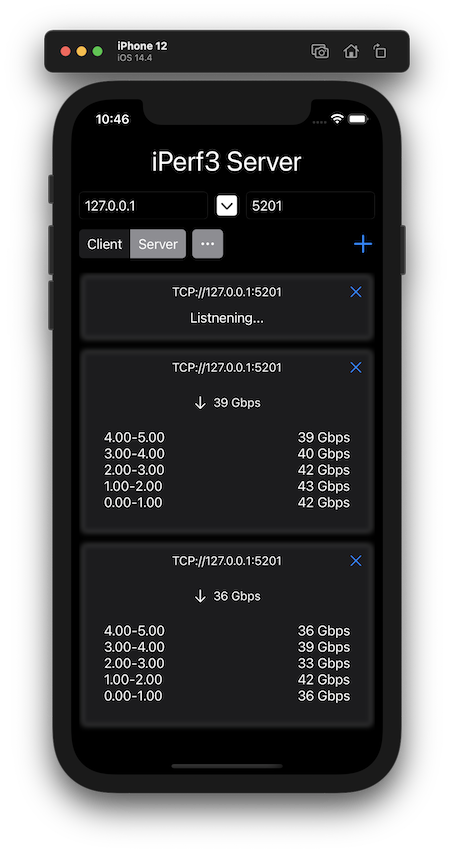 iPhone 12
iOS 14.4
10:46
iPerf3 Server
127.0.0.1 5201
Client Server ...
TCP://127.0.0.1:5201
Listnening...
TCP://127.0.0.1:5201
↓ 39 Gbps
4.00-5.00 39 Gbps
3.00-4.00 40 Gbps
2.00-3.00 42 Gbps
1.00-2.00 43 Gbps
0.00-1.00 42 Gbps
TCP://127.0.0.1:5201
↓ 36 Gbps
4.00-5.00 36 Gbps
3.00-4.00 39 Gbps
2.00-3.00 33 Gbps
1.00-2.00 42 Gbps
0.00-1.00 36 Gbps